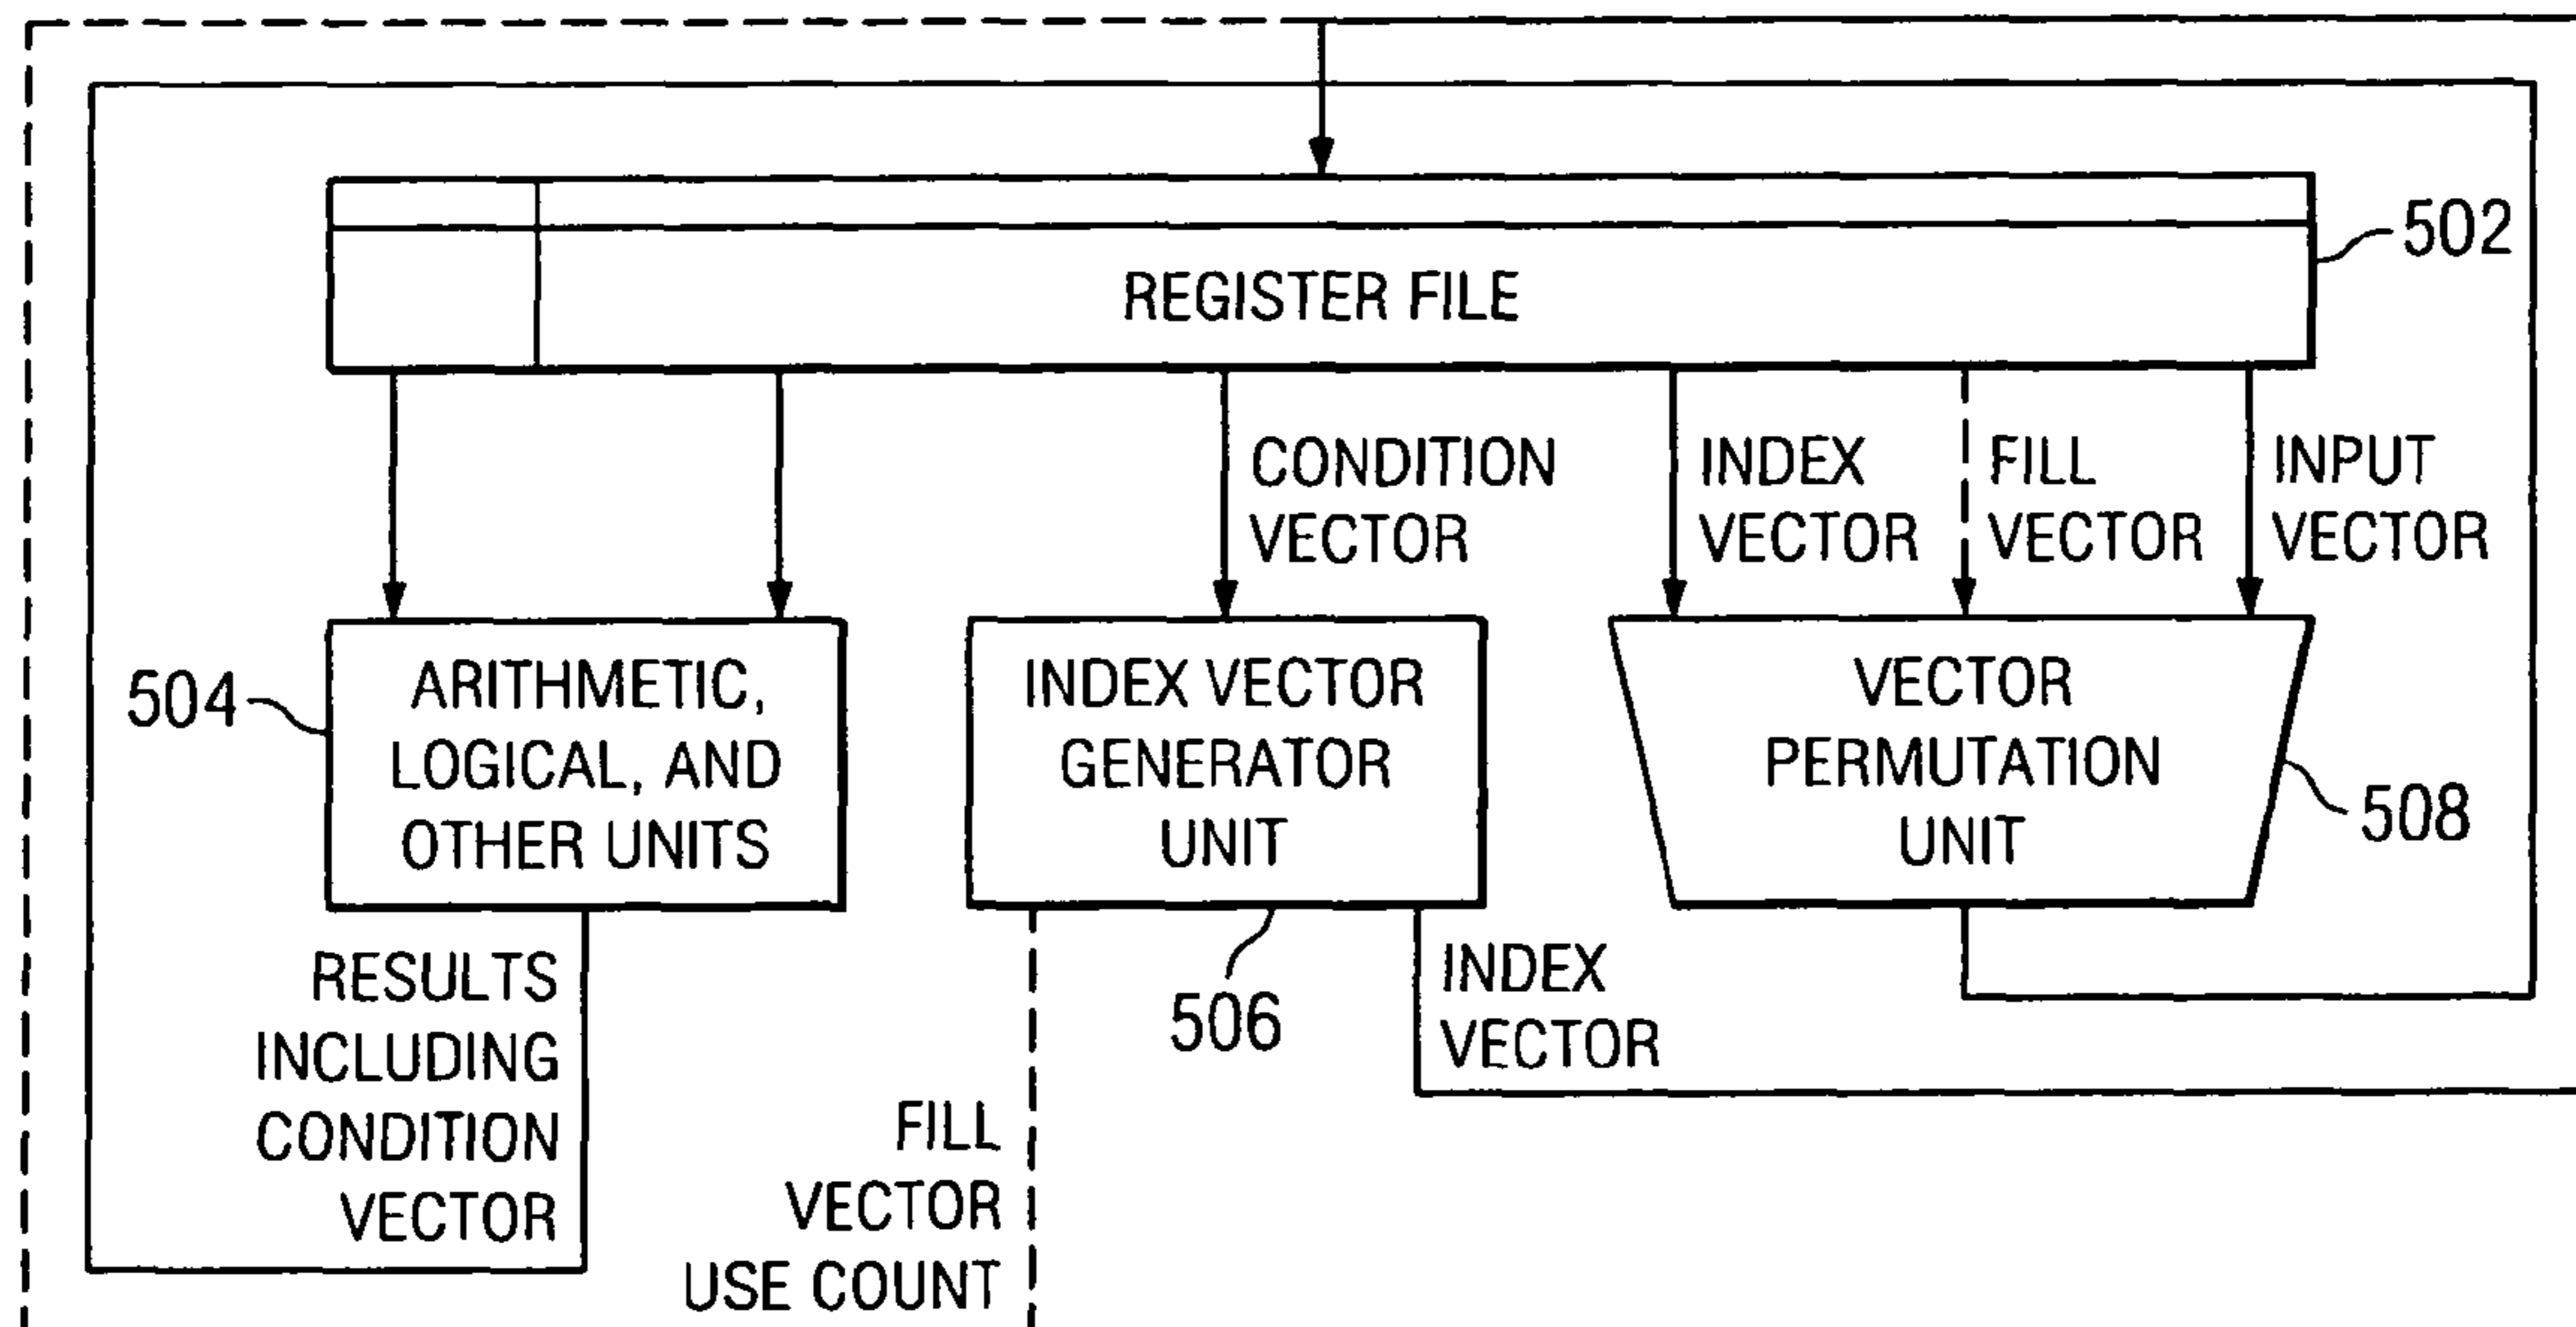 502
REGISTER FILE
CONDITION
VECTOR
INDEX
VECTOR
FILL
VECTOR
INPUT
VECTOR
504
ARITHMETIC,
LOGICAL, AND
OTHER UNITS
INDEX VECTOR
GENERATOR
UNIT
VECTOR
PERMUTATION
UNIT
508
RESULTS
INCLUDING
CONDITION
VECTOR
506
INDEX
VECTOR
FILL
VECTOR
USE COUNT